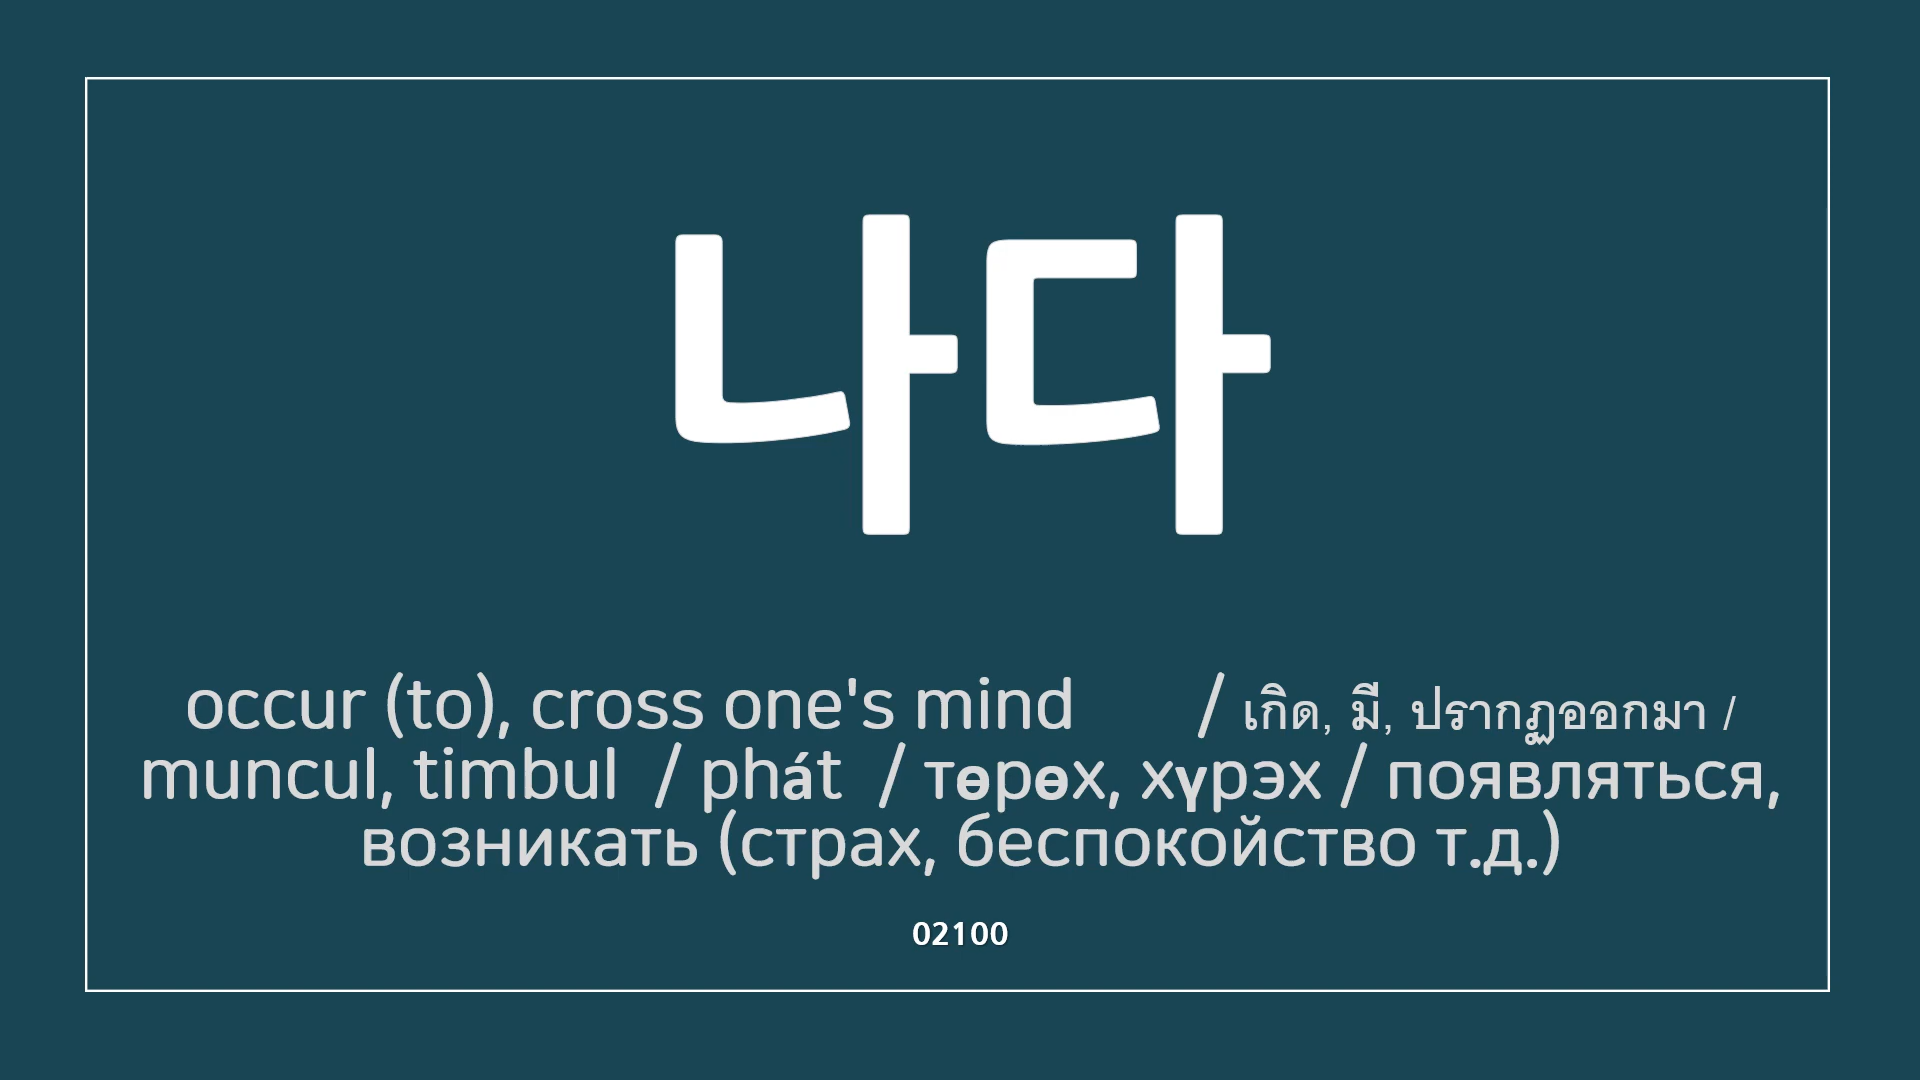 나다
occur (to), cross one's mind / เกิด, มี, ปรากฏออกมา /
muncul, timbul / phát / төрөх, хүрэх / появляться,
возникать (страх, беспокойство т.д.)
02100